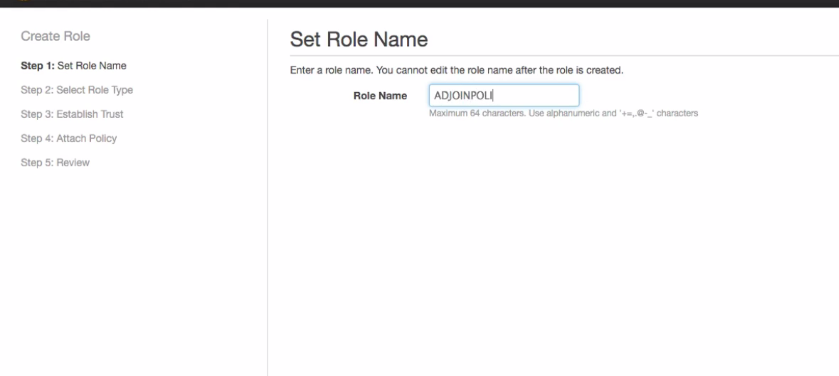 Create Role
Set Role Name
Step 1: Set Role Name
Enter a role name. You cannot edit the role name after the role is created.
Step 2: Select Role Type
Role Name ADJOINPOLI
Step 3: Establish Trust
Maximum 64 characters. Use alphanumeric and '+=,.@-_' characters
Step 4: Attach Policy
Step 5: Review